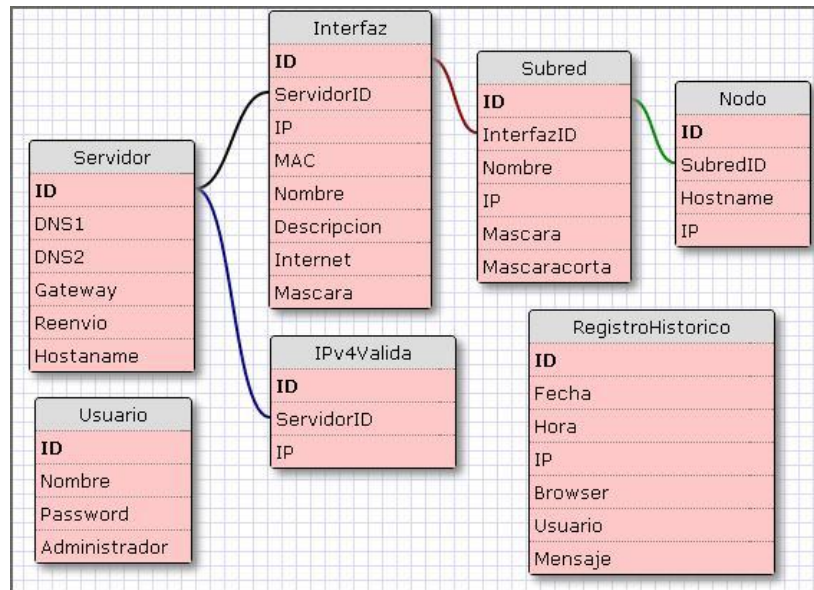 Interfaz
ID
ServidorID
IP
MAC
Nombre
Descripcion
Internet
Mascara
Subred
ID
InterfazID
Nombre
IP
Mascara
Mascaracorta
Nodo
ID
SubredID
Hostname
IP
Servidor
ID
DNS1
DNS2
Gateway
Reenvio
Hostaname
IPv4Valida
ID
ServidorID
IP
RegistroHistorico
ID
Fecha
Hora
IP
Browser
Usuario
Mensaje
Usuario
ID
Nombre
Password
Administrador